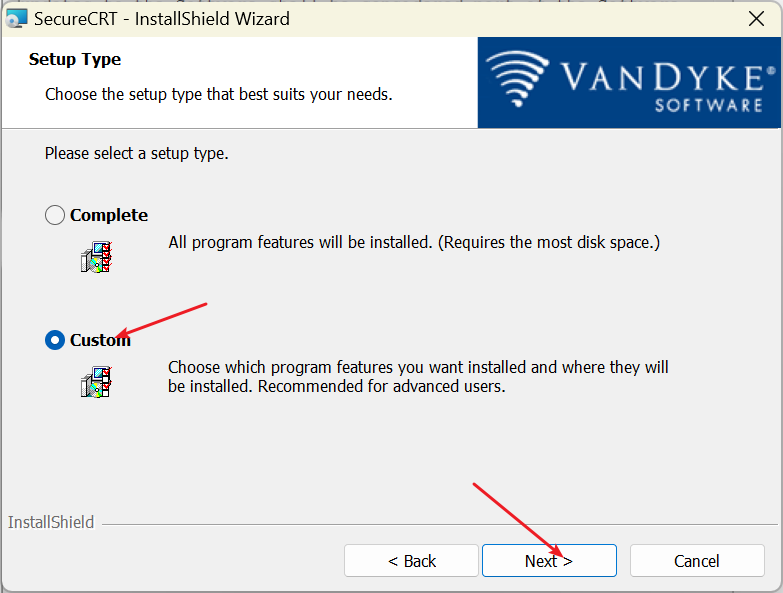 SecureCRT - InstallShield Wizard
Setup Type
Choose the setup type that best suits your needs.
VANDYKE®
SOFTWARE
Please select a setup type.
Complete
All program features will be installed. (Requires the most disk space.)
Custom
Choose which program features you want installed and where they will
be installed. Recommended for advanced users.
InstallShield
< Back
Next >
Cancel